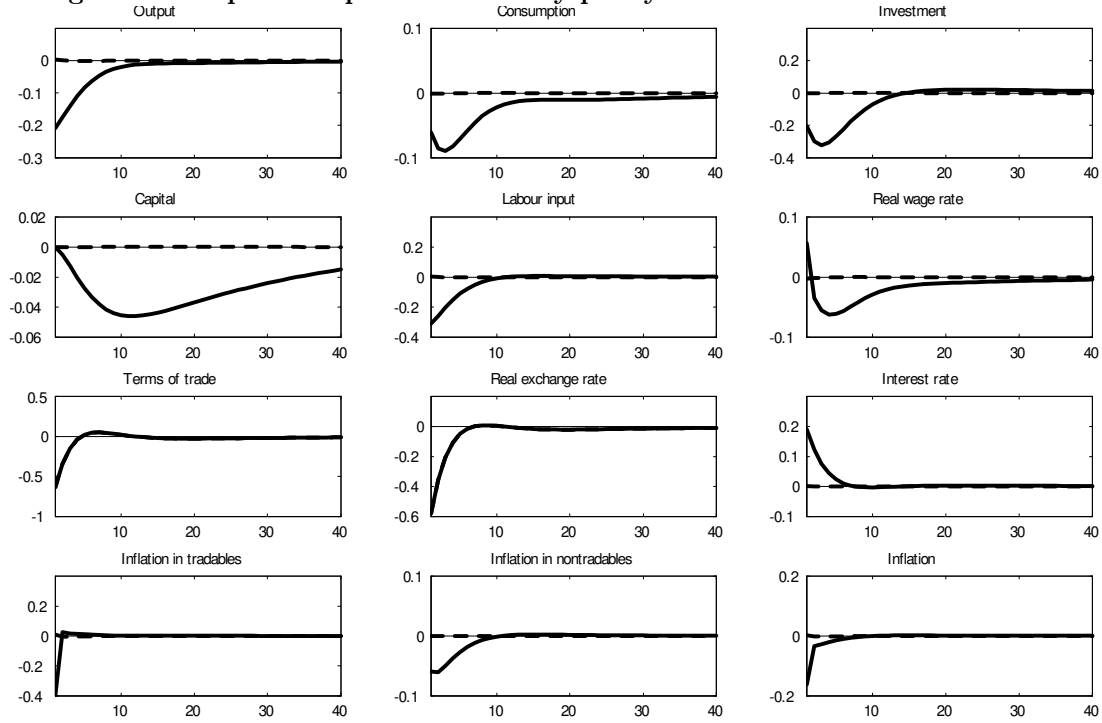 Output Consumption Investment
0 -0.1 -0.2 -0.3 10 20 30 40
0.1 0 -0.1 10 20 30 40
0.2 0 -0.2 -0.4 10 20 30 40
Capital Labour input Real wage rate
0.02 0 -0.02 -0.04 -0.06 10 20 30 40
0.2 0 -0.2 -0.4 10 20 30 40
0.1 0 -0.1 10 20 30 40
Terms of trade Real exchange rate Interest rate
0.5 0 -0.5 -1 10 20 30 40
0 -0.2 -0.4 -0.6 10 20 30 40
0.2 0.1 0 -0.1 10 20 30 40
Inflation in tradables Inflation in nontradables Inflation
0.2 0 -0.2 -0.4 10 20 30 40
0.1 0 -0.1 10 20 30 40
0.2 0 -0.2 10 20 30 40